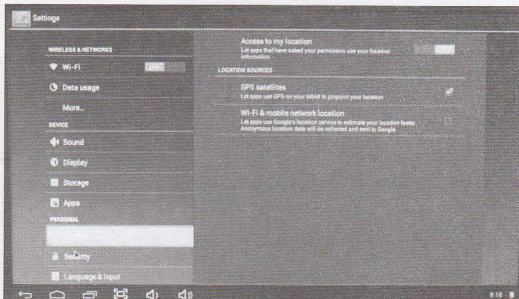 Settings
WIRELESS & NETWORKS
Wi-Fi
OFF
Data usage
More...
DEVICE
Sound
Display
Storage
Apps
PERSONAL
Security
Language & input
Access to my location
Let apps that have asked your permission use your location
information
LOCATION SOURCES
GPS satellites
Let apps use GPS on your tablet to pinpoint your location
Wi-Fi & mobile network location
Let apps use Google's location service to estimate your location faster.
Anonymous location data will be collected and sent to Google.
8:18